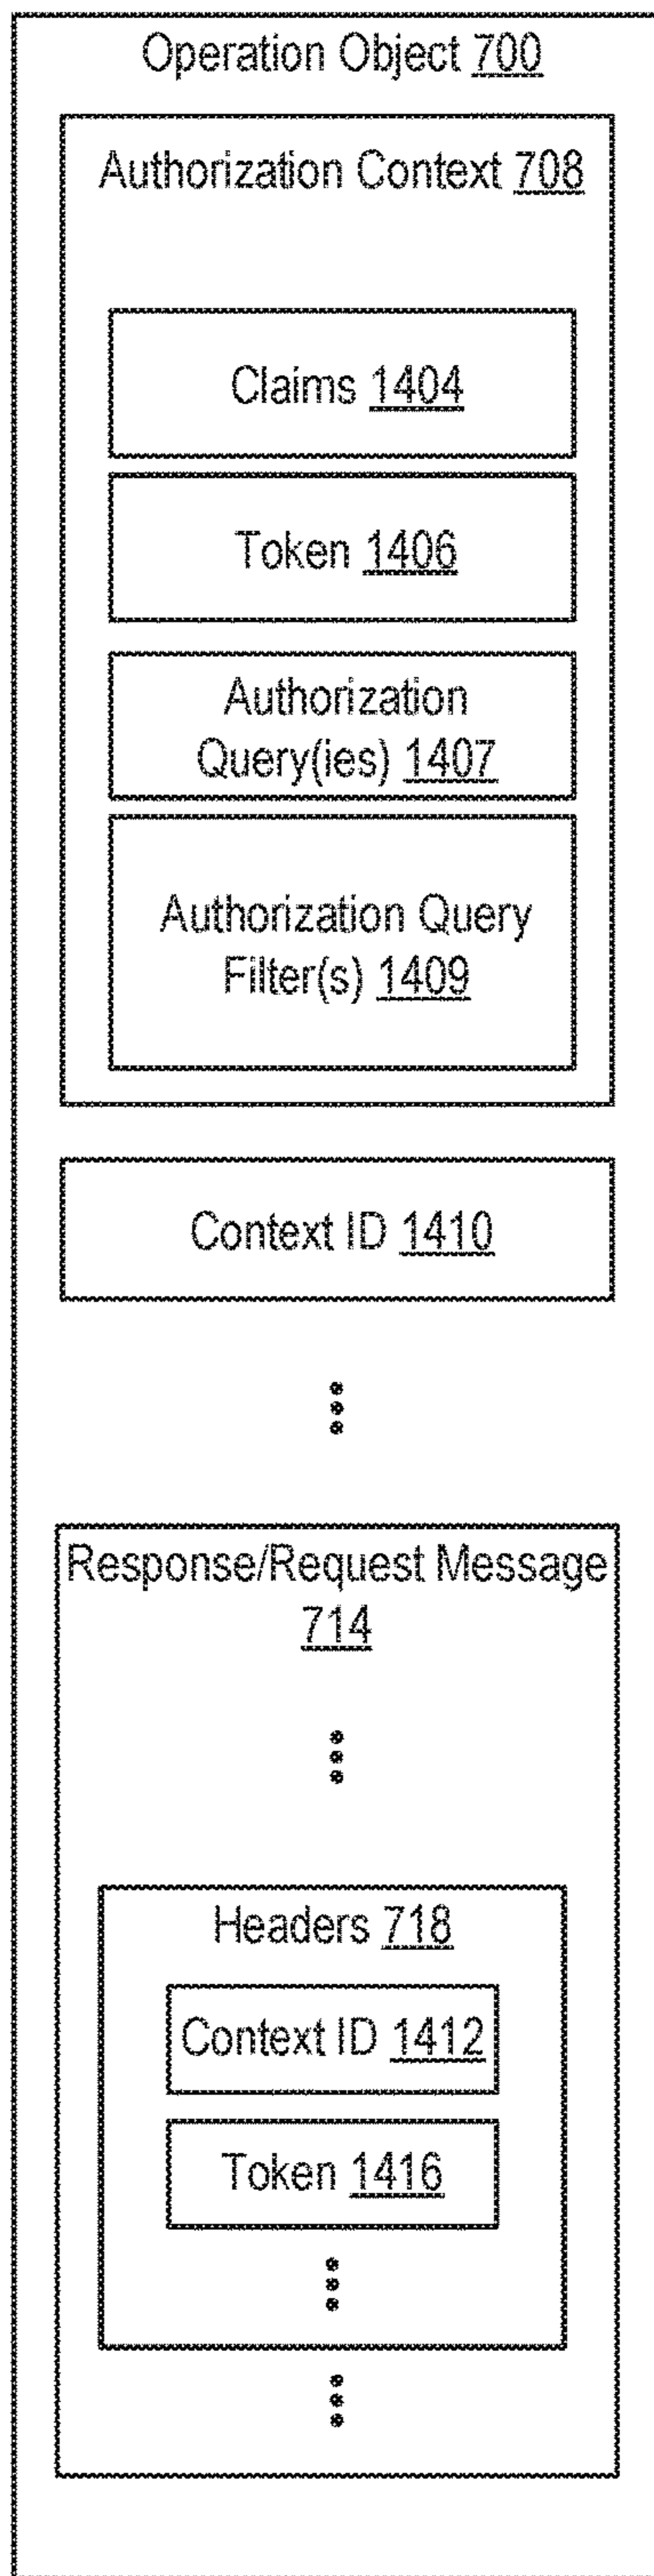 Operation Object 700
Authorization Context 708
Claims 1404
Token 1406
Authorization
Query(ies) 1407
Authorization Query
Filter(s) 1409
Context ID 1410
Response/Request Message
714
Headers 718
Context ID 1412
Token 1416